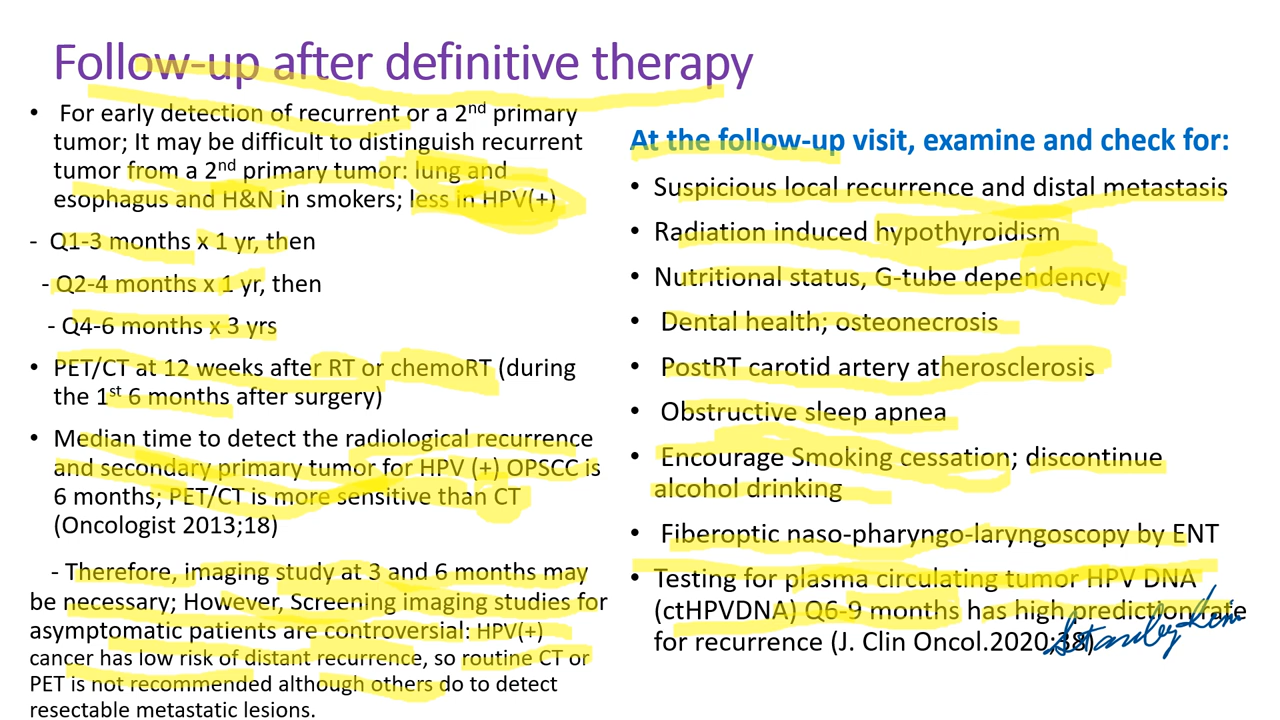 Follow-up after definitive therapy
• For early detection of recurrent or a 2nd primary
tumor; It may be difficult to distinguish recurrent
tumor from a 2nd primary tumor: lung and
esophagus and H&N in smokers; less in HPV(+)
- Q1-3 months x 1 yr, then
- Q2-4 months x 1 yr, then
- Q4-6 months x 3 yrs
• PET/CT at 12 weeks after RT or chemoRT (during
the 1st 6 months after surgery)
• Median time to detect the radiological recurrence
and secondary primary tumor for HPV (+) OPSCC is
6 months; PET/CT is more sensitive than CT
(Oncologist 2013;18)
- Therefore, imaging study at 3 and 6 months may
be necessary; However, Screening imaging studies for
asymptomatic patients are controversial: HPV(+)
cancer has low risk of distant recurrence, so routine CT or
PET is not recommended although others do to detect
resectable metastatic lesions.
At the follow-up visit, examine and check for:
• Suspicious local recurrence and distal metastasis
• Radiation induced hypothyroidism
• Nutritional status, G-tube dependency
• Dental health; osteonecrosis
• PostRT carotid artery atherosclerosis
• Obstructive sleep apnea
• Encourage Smoking cessation; discontinue
alcohol drinking
• Fiberoptic naso-pharyngo-laryngoscopy by ENT
• Testing for plasma circulating tumor HPV DNA
(ctHPVDNA) Q6-9 months has high prediction rate
for recurrence (J. Clin Oncol.2020;38)
Stanley Kim